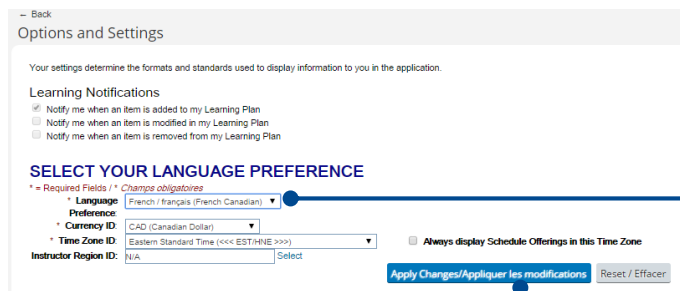 ← Back
Options and Settings
Your settings determine the formats and standards used to display information to you in the application.
Learning Notifications
Notify me when an item is added to my Learning Plan
Notify me when an item is modified in my Learning Plan
Notify me when an item is removed from my Learning Plan
SELECT YOUR LANGUAGE PREFERENCE
* = Required Fields / * Champs obligatoires
* Language Preference: French / français (French Canadian)
* Currency ID: CAD (Canadian Dollar)
* Time Zone ID: Eastern Standard Time (<<< EST/HNE >>>) Always display Schedule Offerings in this Time Zone
Instructor Region ID: N/A Select
Apply Changes/Appliquer les modifications Reset / Effacer